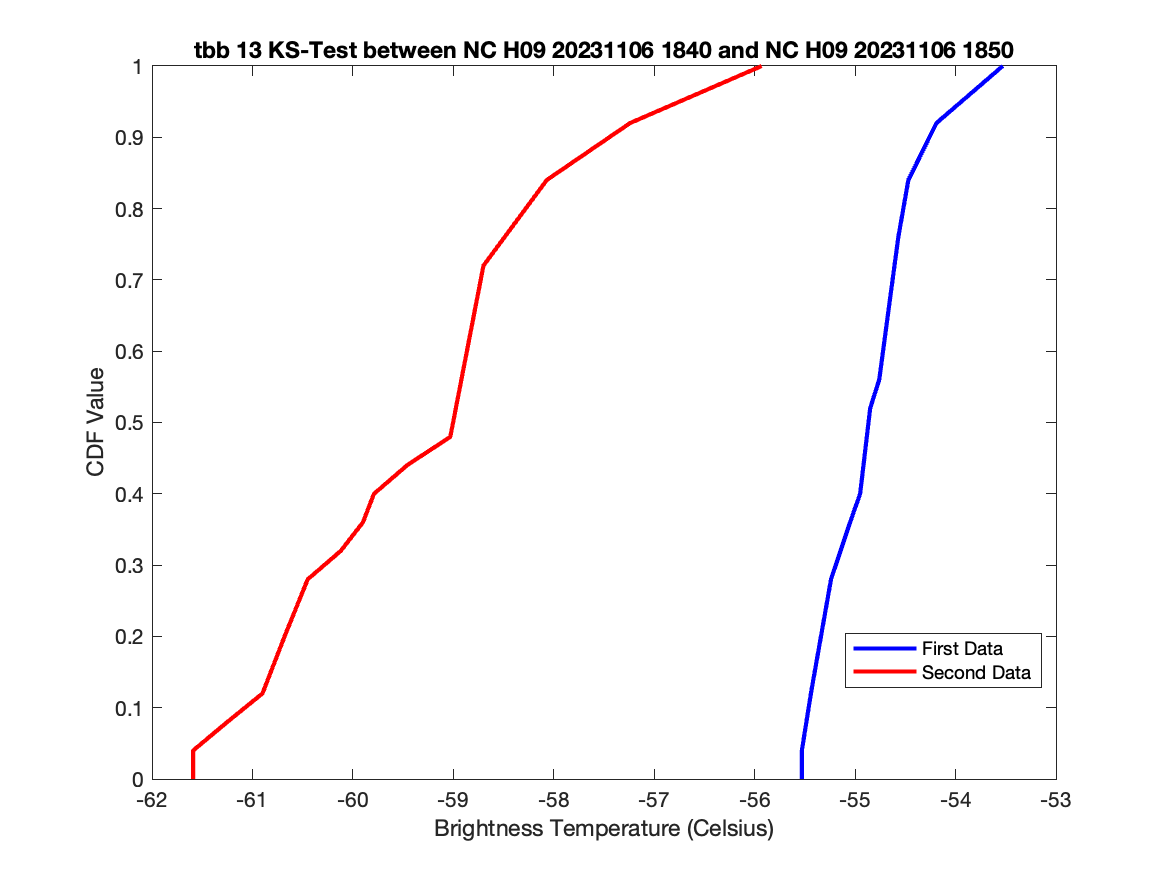 tbb 13 KS-Test between NC H09 20231106 1840 and NC H09 20231106 1850
1
0.9
0.8
0.7
0.6
0.5
0.4
0.3
0.2
0.1
0
CDF Value
First Data
Second Data
-62 -61 -60 -59 -58 -57 -56 -55 -54 -53
Brightness Temperature (Celsius)